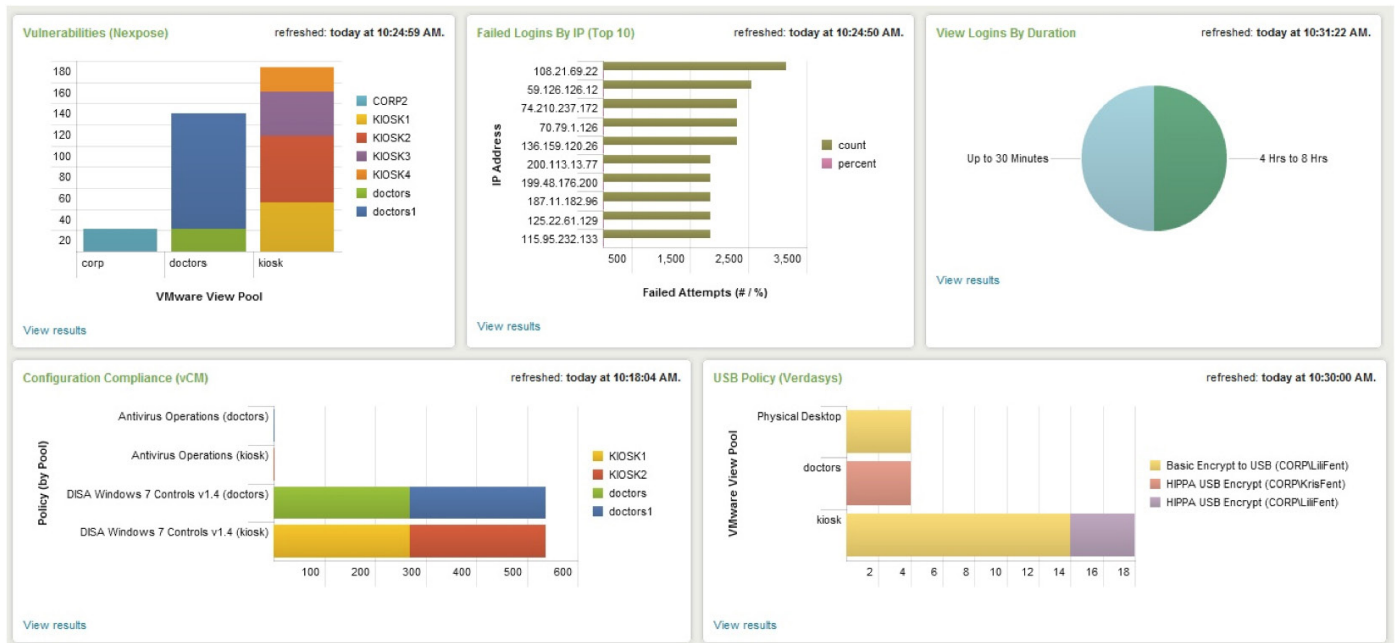 Vulnerabilities (Nexpose)
refreshed: today at 10:24:59 AM.
180
160
140
120
100
80
60
40
20
corp
doctors
kiosk
VMware View Pool
CORP2
KIOSK1
KIOSK2
KIOSK3
KIOSK4
doctors
doctors1
View results
Failed Logins By IP (Top 10)
refreshed: today at 10:24:50 AM.
IP Address
108.21.69.22
59.126.126.12
74.210.237.172
70.79.1.126
136.159.120.26
200.113.13.77
199.48.176.200
187.11.182.96
125.22.61.129
115.95.232.133
500 1,500 2,500 3,500
Failed Attempts (# / %)
count
percent
View results
View Logins By Duration
refreshed: today at 10:31:22 AM.
Up to 30 Minutes
4 Hrs to 8 Hrs
View results
Configuration Compliance (vCM)
refreshed: today at 10:18:04 AM.
Policy (by Pool)
Antivirus Operations (doctors)
Antivirus Operations (kiosk)
DISA Windows 7 Controls v1.4 (doctors)
DISA Windows 7 Controls v1.4 (kiosk)
100 200 300 400 500 600
KIOSK1
KIOSK2
doctors
doctors1
View results
USB Policy (Verdasys)
refreshed: today at 10:30:00 AM.
VMware View Pool
Physical Desktop
doctors
kiosk
2 4 6 8 10 12 14 16 18
Basic Encrypt to USB (CORP\LiliFent)
HIPPA USB Encrypt (CORP\KrisFent)
HIPPA USB Encrypt (CORP\LiliFent)
View results